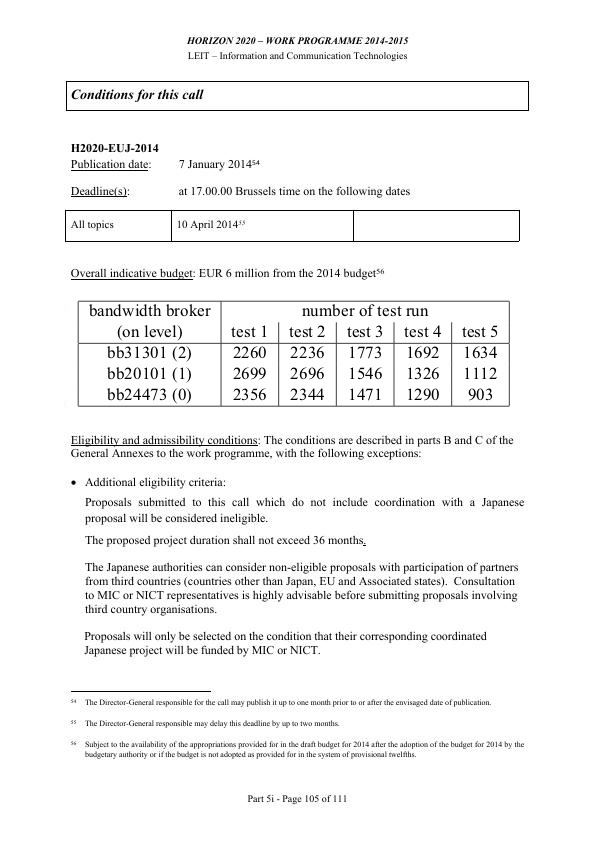 HORIZON 2020 – WORK PROGRAMME 2014-2015
LEIT – Information and Communication Technologies
Conditions for this call
H2020-EUJ-2014
Publication date: 7 January 2014⁵⁴
Deadline(s): at 17.00.00 Brussels time on the following dates
All topics 10 April 2014⁵⁵
Overall indicative budget: EUR 6 million from the 2014 budget⁵⁶
bandwidth broker number of test run
(on level) test 1 test 2 test 3 test 4 test 5
bb31301 (2) 2260 2236 1773 1692 1634
bb20101 (1) 2699 2696 1546 1326 1112
bb24473 (0) 2356 2344 1471 1290 903
Eligibility and admissibility conditions: The conditions are described in parts B and C of the
General Annexes to the work programme, with the following exceptions:
• Additional eligibility criteria:
Proposals submitted to this call which do not include coordination with a Japanese
proposal will be considered ineligible.
The proposed project duration shall not exceed 36 months.
The Japanese authorities can consider non-eligible proposals with participation of partners
from third countries (countries other than Japan, EU and Associated states). Consultation
to MIC or NICT representatives is highly advisable before submitting proposals involving
third country organisations.
Proposals will only be selected on the condition that their corresponding coordinated
Japanese project will be funded by MIC or NICT.
⁵⁴ The Director-General responsible for the call may publish it up to one month prior to or after the envisaged date of publication.
⁵⁵ The Director-General responsible may delay this deadline by up to two months.
⁵⁶ Subject to the availability of the appropriations provided for in the draft budget for 2014 after the adoption of the budget for 2014 by the
budgetary authority or if the budget is not adopted as provided for in the system of provisional twelfths.
Part 5i - Page 105 of 111